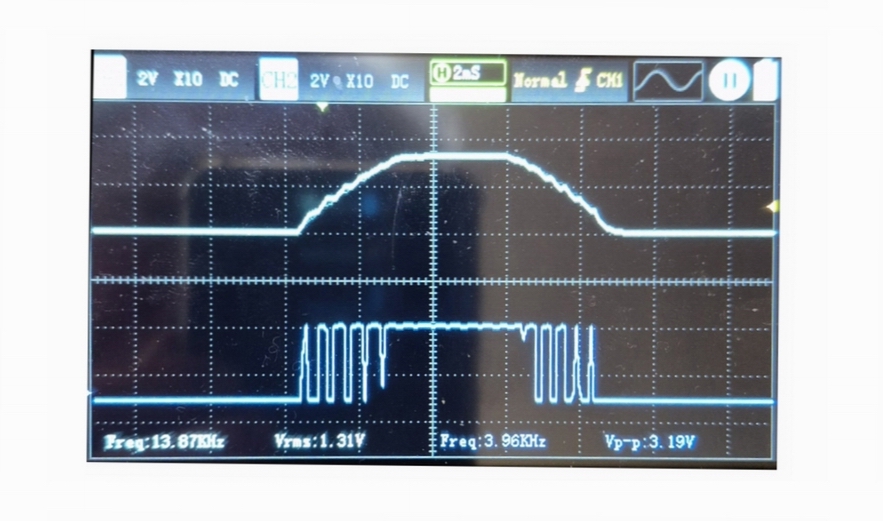 2V X10 DC CH2 2V X10 DC H 2mS Normal CH1
Freq:13.87KHz Vrms:1.31V Freq:3.96KHz Vp-p:3.19V